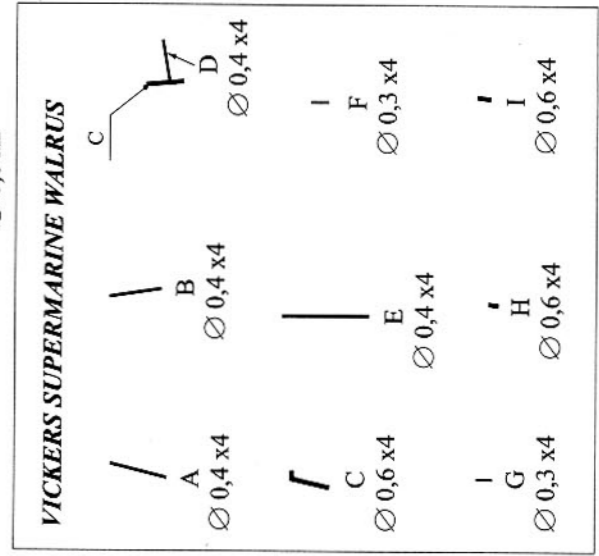 VICKERS SUPERMARINE WALRUS
A
Ø 0,4 x4
B
Ø 0,4 x4
C
D
Ø 0,4 x4
C
Ø 0,6 x4
E
Ø 0,4 x4
F
Ø 0,3 x4
G
Ø 0,3 x4
H
Ø 0,6 x4
I
Ø 0,6 x4